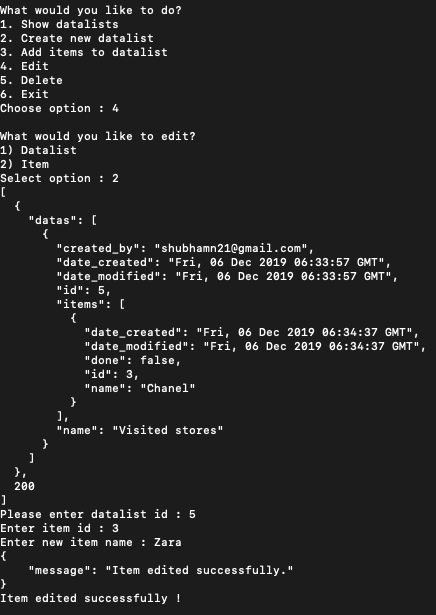 What would you like to do?
1. Show datalists
2. Create new datalist
3. Add items to datalist
4. Edit
5. Delete
6. Exit
Choose option : 4

What would you like to edit?
1) Datalist
2) Item
Select option : 2
[
  {
    "datas": [
      {
        "created_by": "shubhamn21@gmail.com",
        "date_created": "Fri, 06 Dec 2019 06:33:57 GMT",
        "date_modified": "Fri, 06 Dec 2019 06:33:57 GMT",
        "id": 5,
        "items": [
          {
            "date_created": "Fri, 06 Dec 2019 06:34:37 GMT",
            "date_modified": "Fri, 06 Dec 2019 06:34:37 GMT",
            "done": false,
            "id": 3,
            "name": "Chanel"
          }
        ],
        "name": "Visited stores"
      }
    ]
  },
  200
]
Please enter datalist id : 5
Enter item id : 3
Enter new item name : Zara
{
    "message": "Item edited successfully."
}
Item edited successfully !